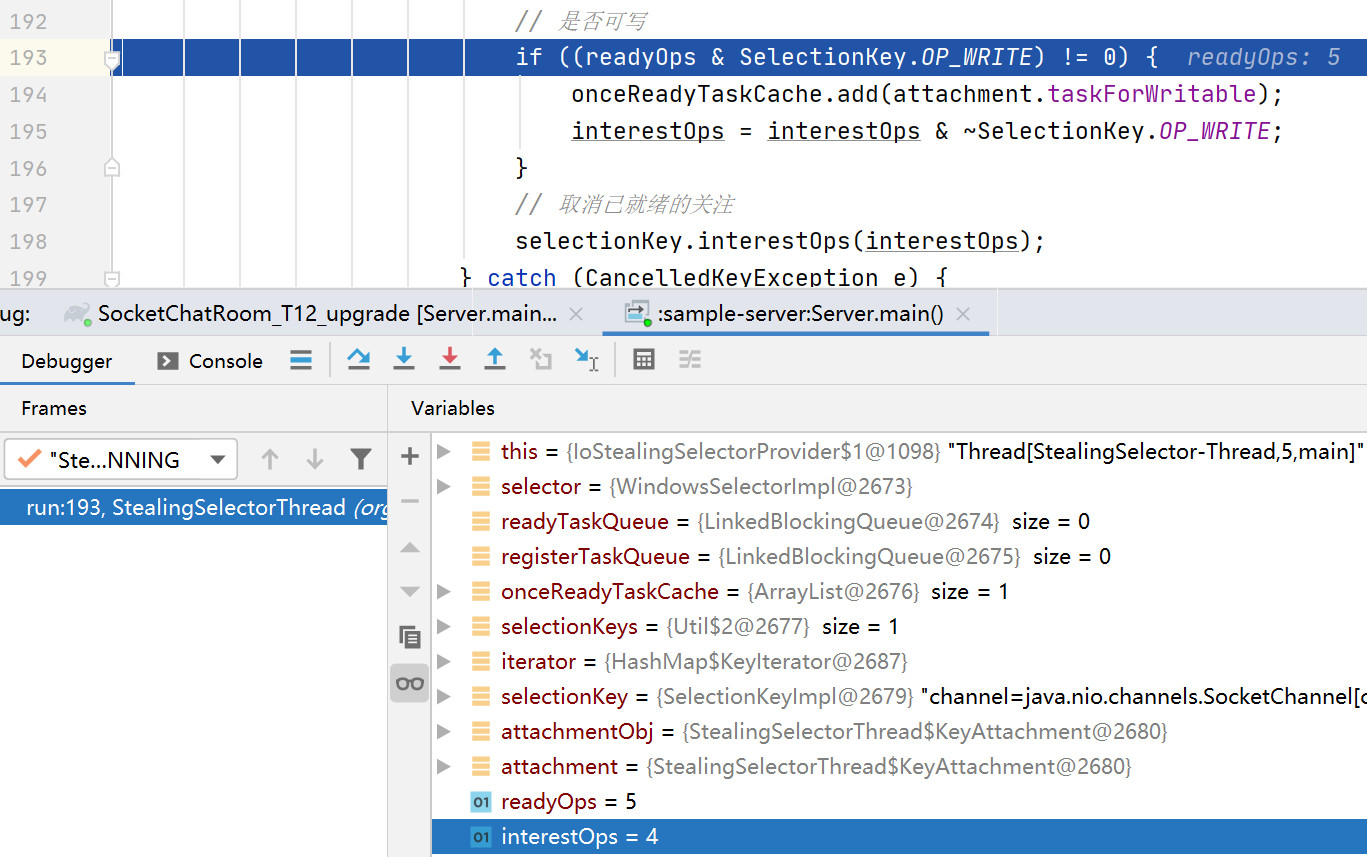 192 // 是否可写
193 if ((readyOps & SelectionKey.OP_WRITE) != 0) { readyOps: 5
194 onceReadyTaskCache.add(attachment.taskForWritable);
195 interestOps = interestOps & ~SelectionKey.OP_WRITE;
196 }
197 // 取消已就绪的关注
198 selectionKey.interestOps(interestOps);
199 } catch (CancelledKeyException e) {
ug: SocketChatRoom_T12_upgrade [Server.main... :sample-server:Server.main()
Debugger Console
Frames Variables
"Ste...NNING
run:193, StealingSelectorThread (org
this = {IoStealingSelectorProvider$1@1098} "Thread[StealingSelector-Thread,5,main]"
selector = {WindowsSelectorImpl@2673}
readyTaskQueue = {LinkedBlockingQueue@2674} size = 0
registerTaskQueue = {LinkedBlockingQueue@2675} size = 0
onceReadyTaskCache = {ArrayList@2676} size = 1
selectionKeys = {Util$2@2677} size = 1
iterator = {HashMap$KeyIterator@2687}
selectionKey = {SelectionKeyImpl@2679} "channel=java.nio.channels.SocketChannel[c
attachmentObj = {StealingSelectorThread$KeyAttachment@2680}
attachment = {StealingSelectorThread$KeyAttachment@2680}
01 readyOps = 5
01 interestOps = 4